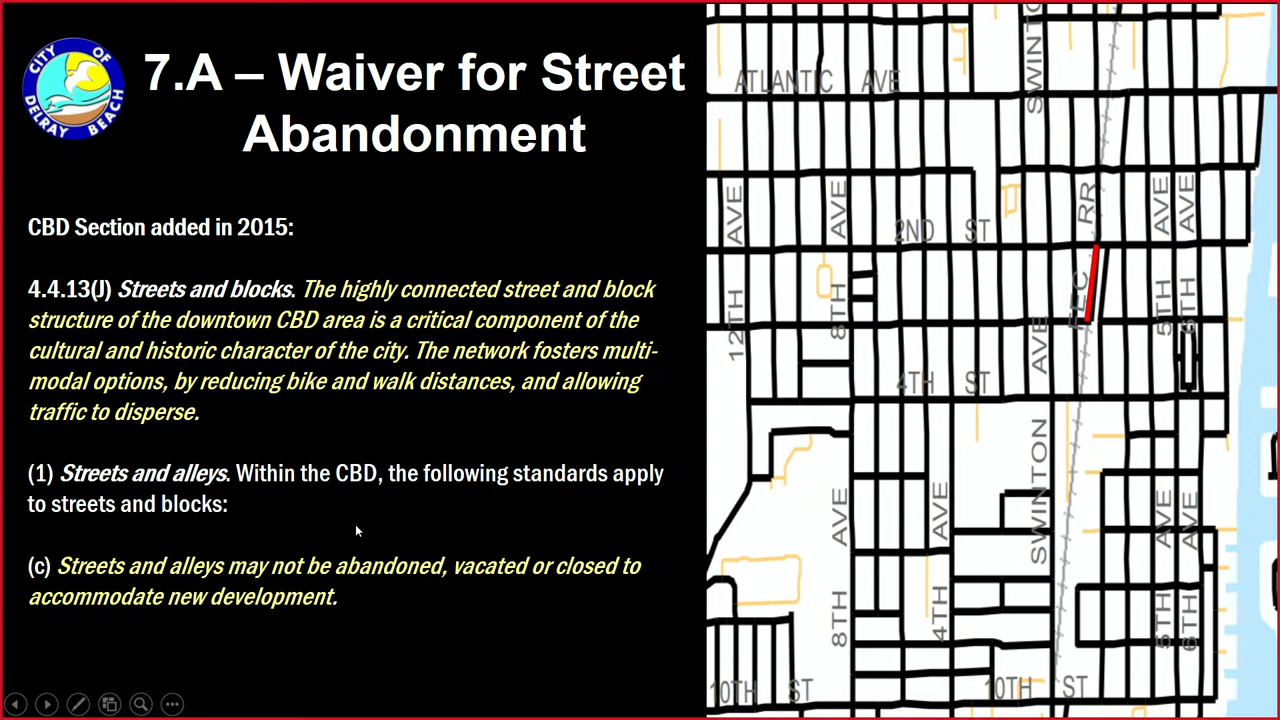 CITY OF
DELRAY BEACH
7.A – Waiver for Street
Abandonment
CBD Section added in 2015:
4.4.13(J) Streets and blocks. The highly connected street and block
structure of the downtown CBD area is a critical component of the
cultural and historic character of the city. The network fosters multi-
modal options, by reducing bike and walk distances, and allowing
traffic to disperse.
(1) Streets and alleys. Within the CBD, the following standards apply
to streets and blocks:
(c) Streets and alleys may not be abandoned, vacated or closed to
accommodate new development.
SWINTO
ATLANTIC AVE
12TH AVE
8TH AVE
2ND ST
FEC RR
5TH AVE
6TH AVE
SWINTON AVE
4TH ST
8TH AVE
4TH AVE
5TH AVE
6TH AVE
10TH ST
10TH ST